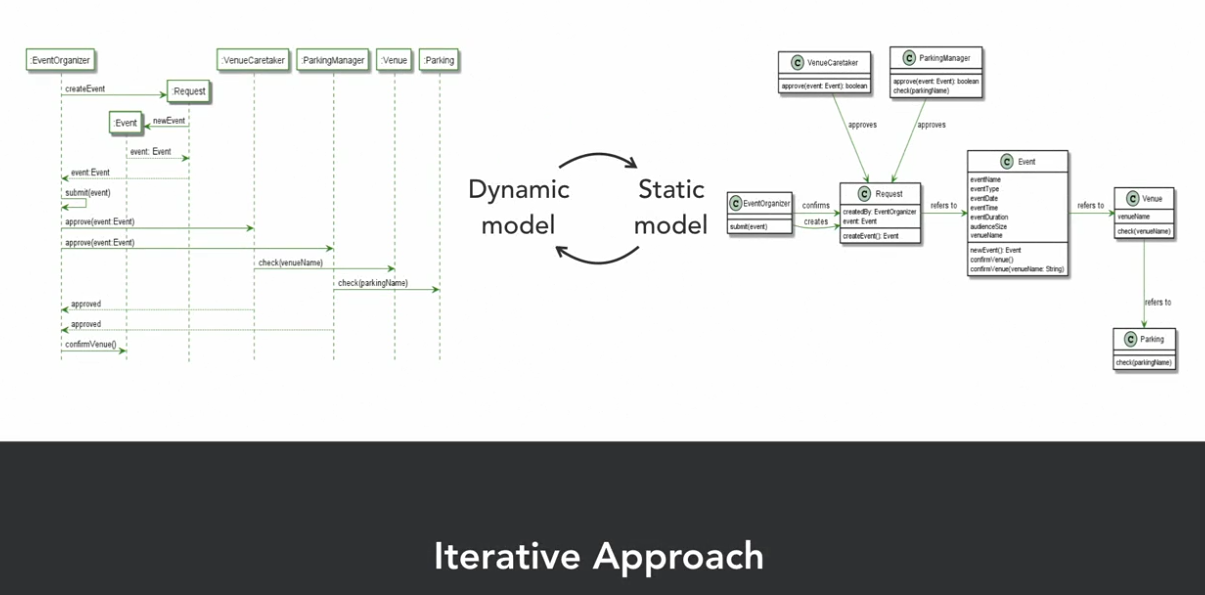 :EventOrganizer
:VenueCaretaker
:ParkingManager
:Venue
:Parking
createEvent
:Request
:Event
newEvent
event: Event
event:Event
submit(event)
approve(event:Event)
approve(event:Event)
check(venueName)
check(parkingName)
approved
approved
confirmVenue()
Dynamic
model
Static
model
C VenueCaretaker
approve(event: Event): boolean
C ParkingManager
approve(event: Event): boolean
check(parkingName)
approves
approves
C EventOrganizer
submit(event)
confirms
creates
C Request
createdBy: EventOrganizer
event: Event
createEvent(): Event
refers to
C Event
eventName
eventType
eventDate
eventTime
eventDuration
audienceSize
venueName
newEvent(): Event
confirmVenue()
confirmVenue(venueName: String)
refers to
C Venue
venueName
check(venueName)
refers to
C Parking
check(parkingName)
Iterative Approach